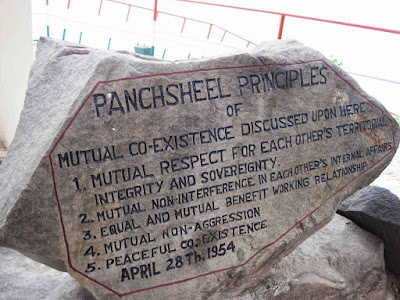 PANCHSHEEL PRINCIPLES
OF
MUTUAL CO-EXISTENCE DISCUSSED UPON HERE
1. MUTUAL RESPECT FOR EACH OTHER'S TERRITORIAL
INTEGRITY AND SOVEREIGNTY.
2. MUTUAL NON-INTERFERENCE IN EACH OTHER'S INTERNAL AFFAIRS
3. EQUAL AND MUTUAL BENEFIT WORKING RELATIONSHIP.
4 MUTUAL NON-AGGRESSION
5 PEACEFUL CO-EXISTENCE
APRIL 28TH, 1954